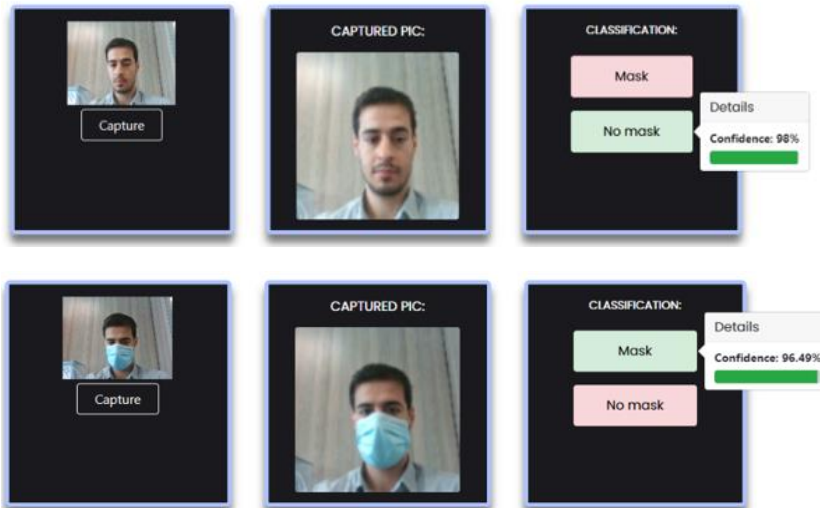 Capture
CAPTURED PIC:
CLASSIFICATION:
Mask
No mask
Details
Confidence: 98%
Capture
CAPTURED PIC:
CLASSIFICATION:
Mask
No mask
Details
Confidence: 96.49%